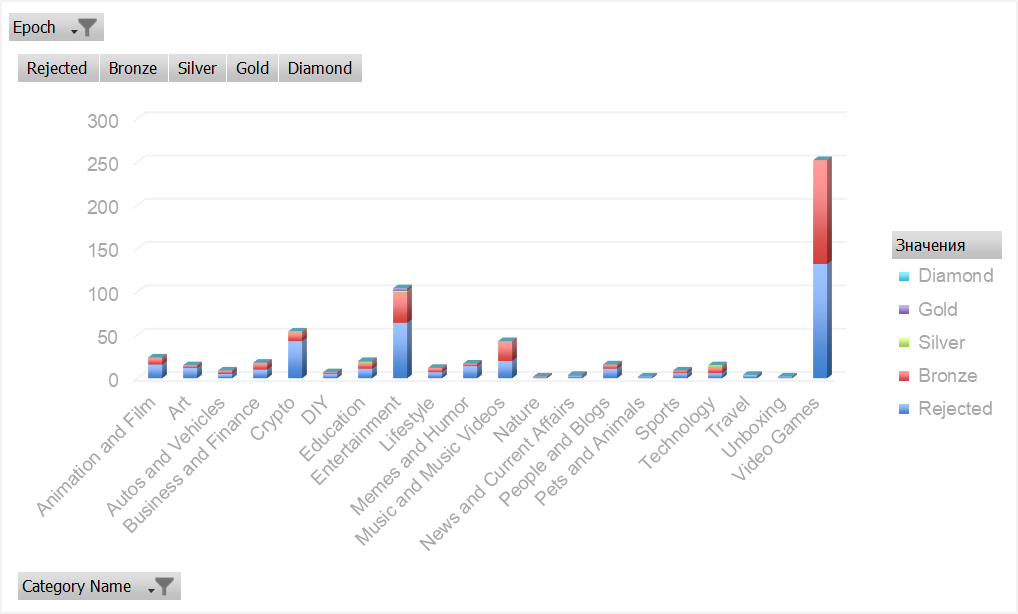 Epoch
Rejected Bronze Silver Gold Diamond
300
250
200
150
100
50
0
Animation and Film
Art
Autos and Vehicles
Business and Finance
Crypto
DIY
Education
Entertainment
Lifestyle
Memes and Humor
Music and Music Videos
Nature
News and Current Affairs
People and Blogs
Pets and Animals
Sports
Technology
Travel
Unboxing
Video Games
Значения
Diamond
Gold
Silver
Bronze
Rejected
Category Name